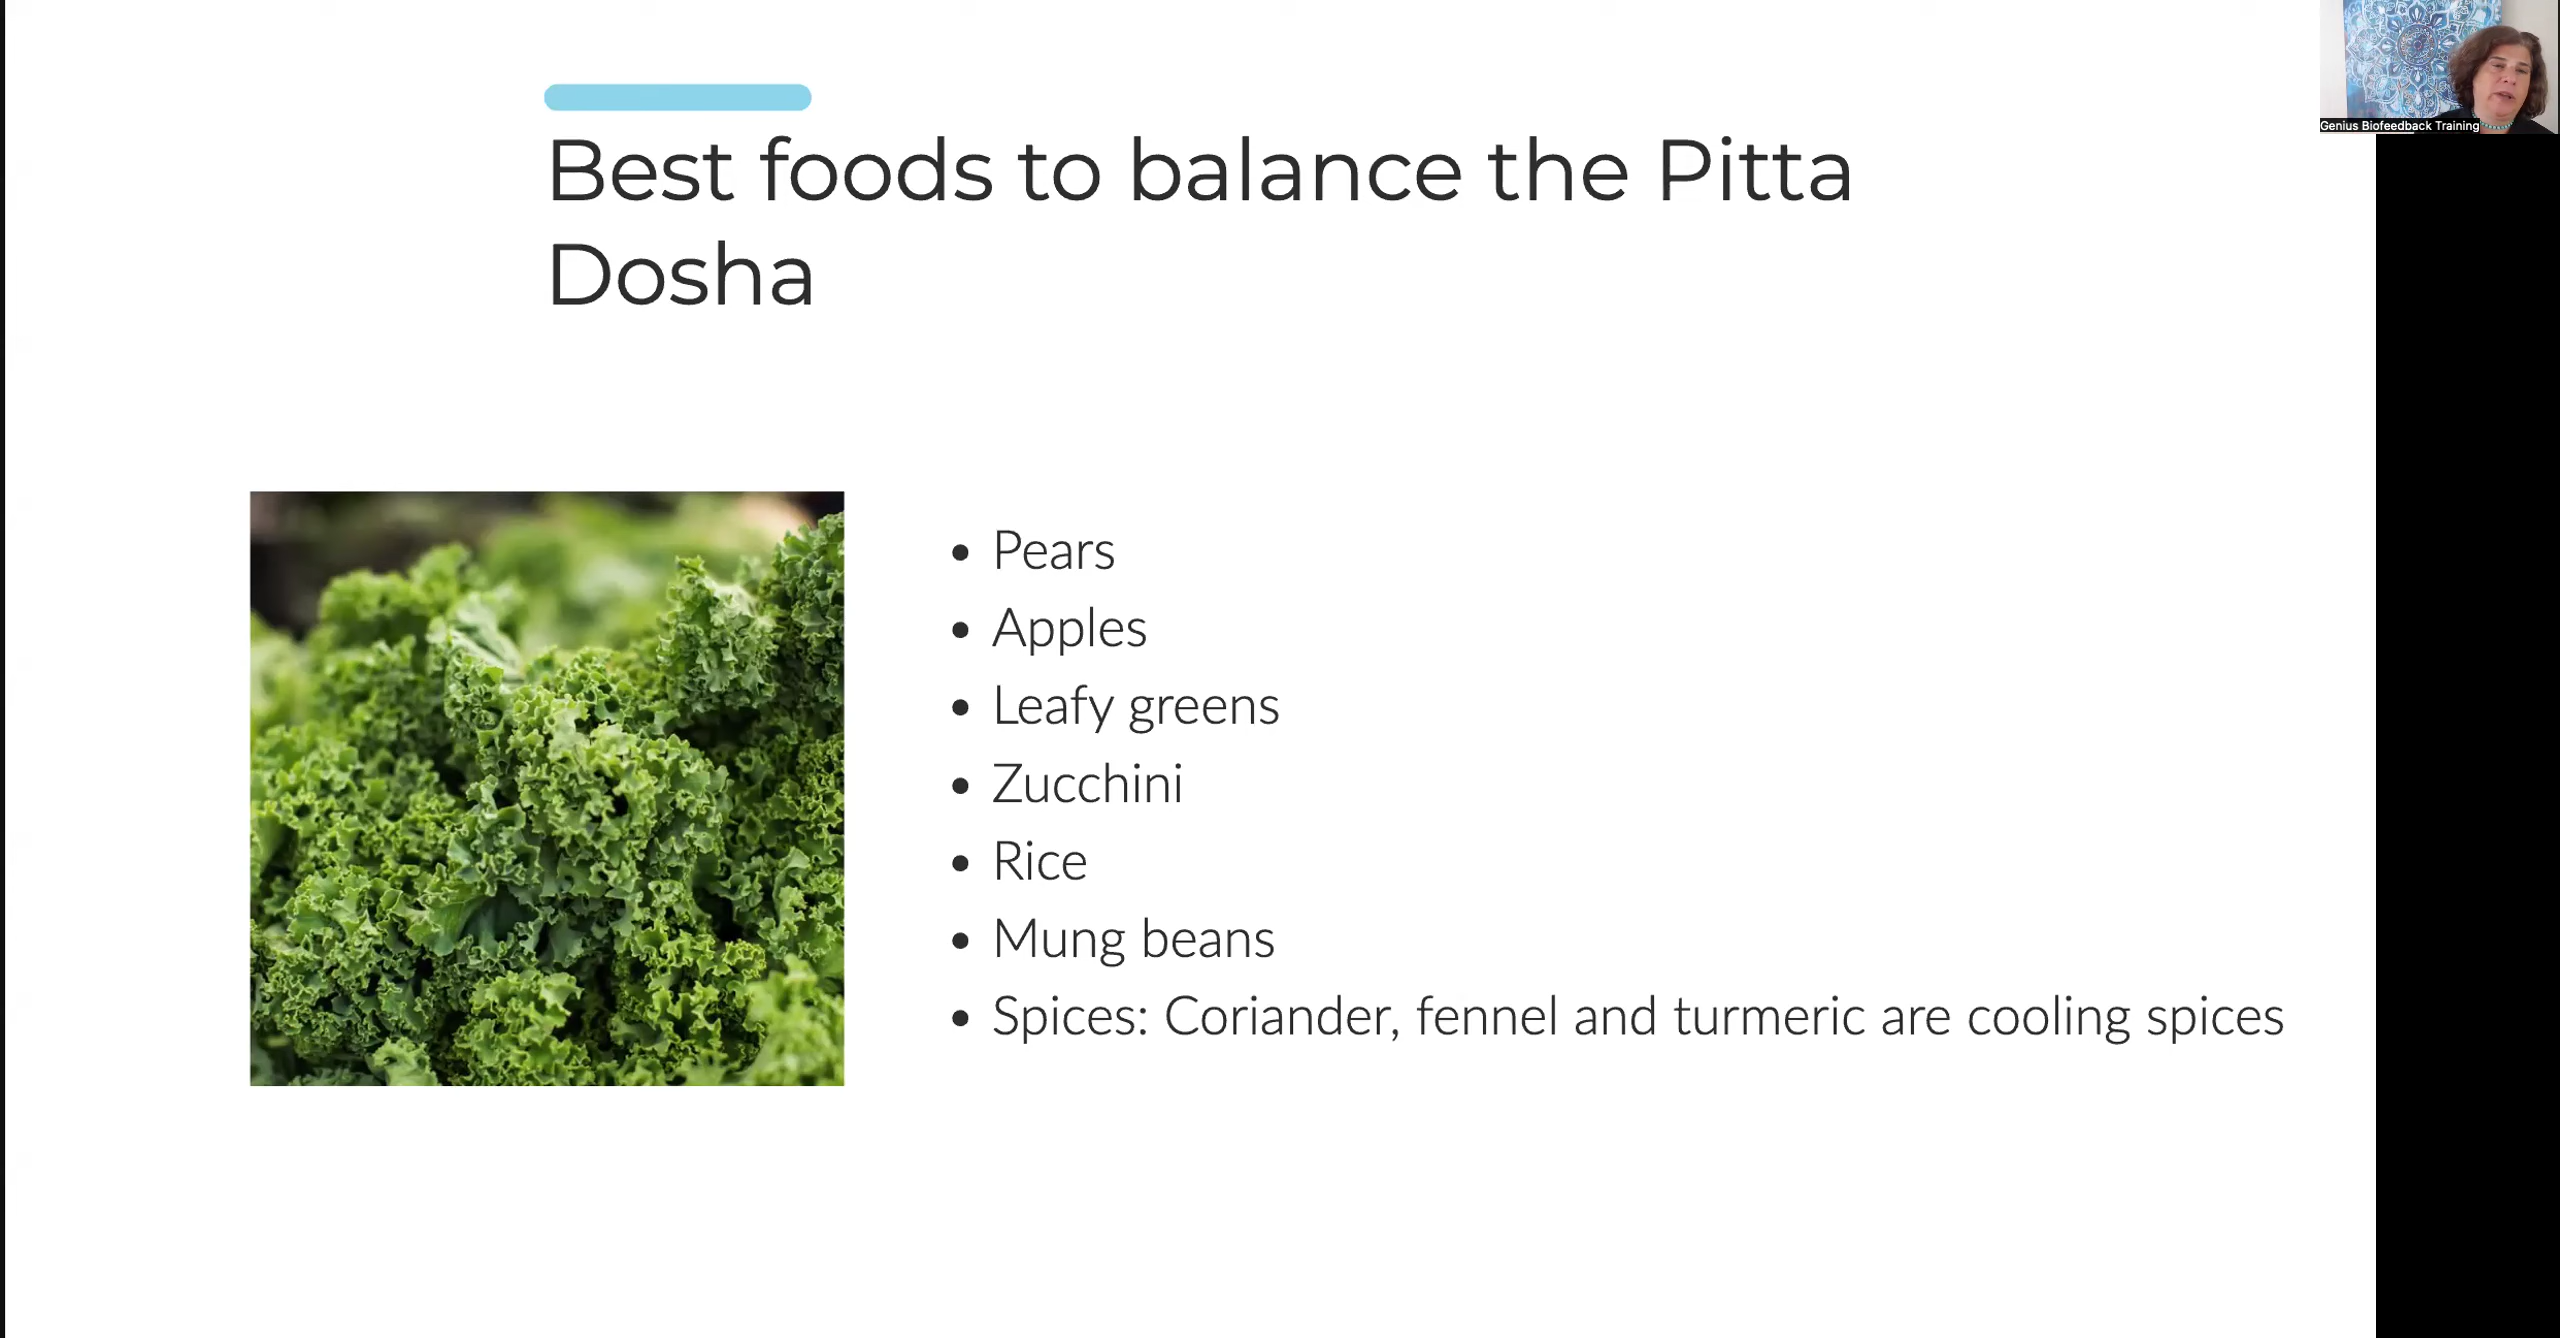 Best foods to balance the Pitta
Dosha
Genius Biofeedback Training
• Pears
• Apples
• Leafy greens
• Zucchini
• Rice
• Mung beans
• Spices: Coriander, fennel and turmeric are cooling spices